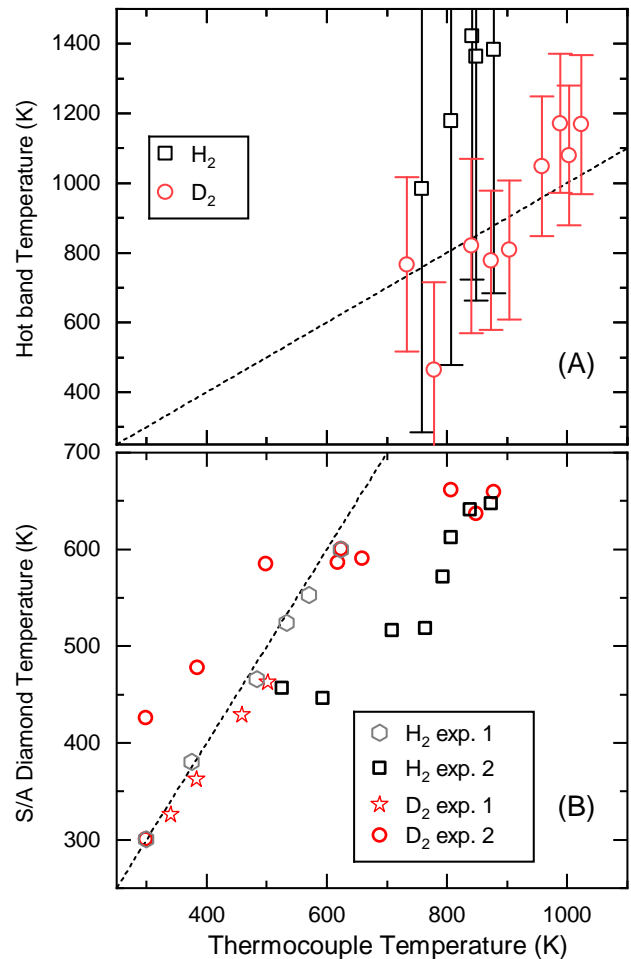 1400
1200
1000
800
600
400
Hot band Temperature (K)
H₂
D₂
(A)
700
600
500
400
300
S/A Diamond Temperature (K)
H₂ exp. 1
H₂ exp. 2
D₂ exp. 1
D₂ exp. 2
(B)
400 600 800 1000
Thermocouple Temperature (K)